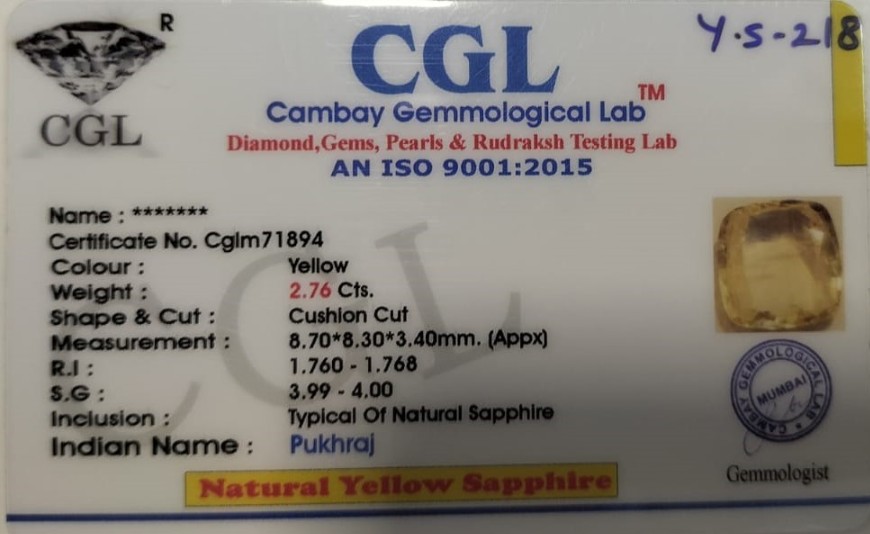 R
CGL
CGL
TM
Y.S-218
Cambay Gemmological Lab
Diamond,Gems, Pearls & Rudraksh Testing Lab
AN ISO 9001:2015
Name : *******
Certificate No. Cglm71894
Colour : Yellow
Weight : 2.76 Cts.
Shape & Cut : Cushion Cut
Measurement : 8.70*8.30*3.40mm. (Appx)
R.I : 1.760 - 1.768
S.G : 3.99 - 4.00
Inclusion : Typical Of Natural Sapphire
Indian Name : Pukhraj
Natural Yellow Sapphire
CGL
CAMBAY GEMMOLOGICAL LAB
MUMBAI
Gemmologist